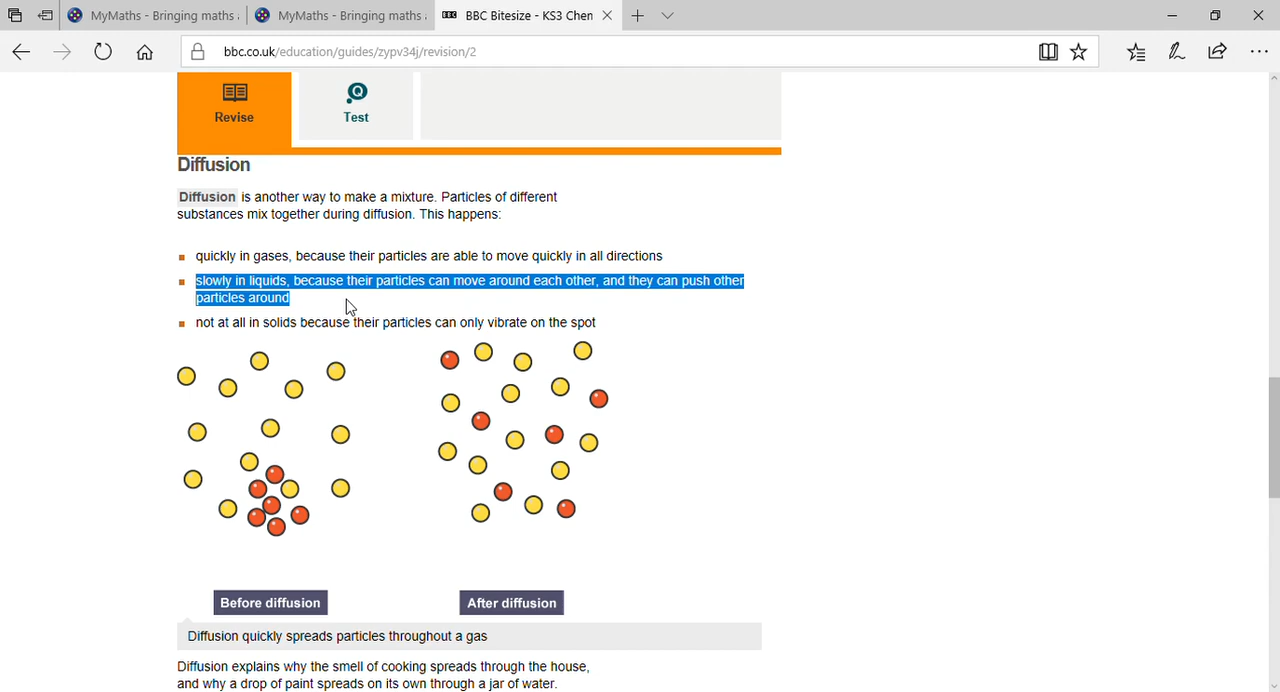 MyMaths - Bringing maths
MyMaths - Bringing maths
BBC BBC Bitesize - KS3 Chen
bbc.co.uk/education/guides/zypv34j/revision/2
Revise
Q
Test
Diffusion
Diffusion is another way to make a mixture. Particles of different
substances mix together during diffusion. This happens:
quickly in gases, because their particles are able to move quickly in all directions
slowly in liquids, because their particles can move around each other, and they can push other
particles around
not at all in solids because their particles can only vibrate on the spot
Before diffusion
After diffusion
Diffusion quickly spreads particles throughout a gas
Diffusion explains why the smell of cooking spreads through the house,
and why a drop of paint spreads on its own through a jar of water.